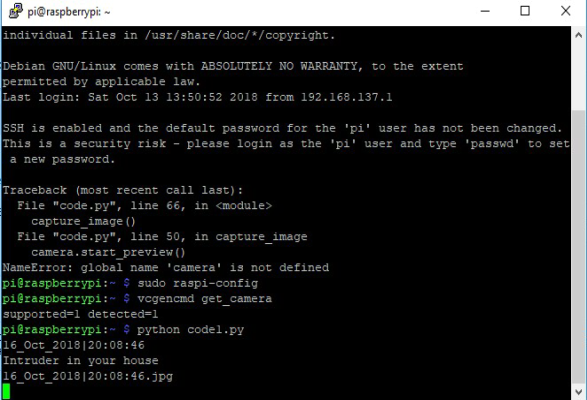 pi@raspberrypi: ~
individual files in /usr/share/doc/*/copyright.
Debian GNU/Linux comes with ABSOLUTELY NO WARRANTY, to the extent
permitted by applicable law.
Last login: Sat Oct 13 13:50:52 2018 from 192.168.137.1
SSH is enabled and the default password for the 'pi' user has not been changed.
This is a security risk - please login as the 'pi' user and type 'passwd' to set
 a new password.
Traceback (most recent call last):
  File "code.py", line 66, in <module>
    capture_image()
  File "code.py", line 50, in capture_image
    camera.start_preview()
NameError: global name 'camera' is not defined
pi@raspberrypi:~ $ sudo raspi-config
pi@raspberrypi:~ $ vcgencmd get_camera
supported=1 detected=1
pi@raspberrypi:~ $ python code1.py
16_Oct_2018|20:08:46
Intruder in your house
16_Oct_2018|20:08:46.jpg